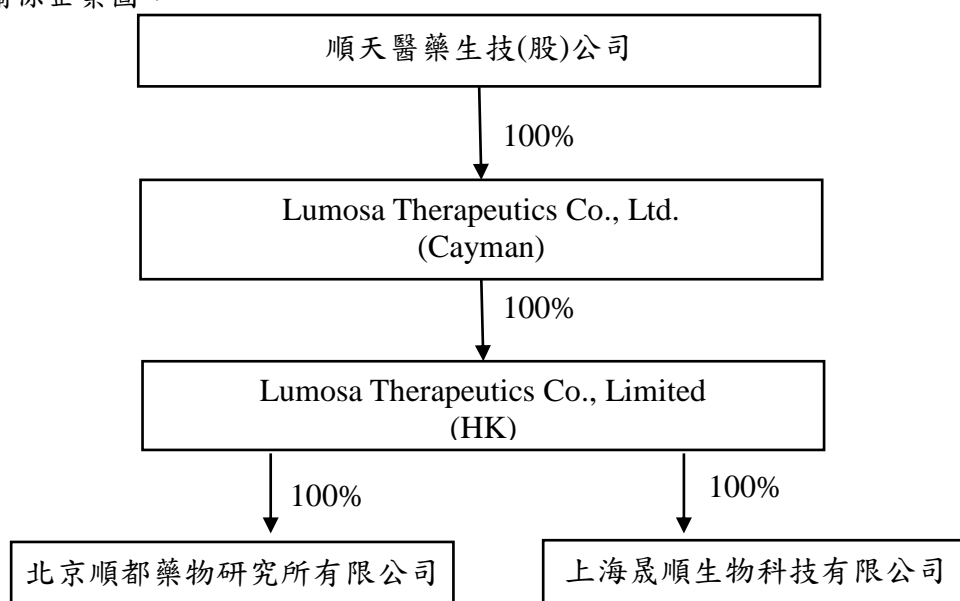 順天醫藥生技(股)公司
100%
Lumosa Therapeutics Co., Ltd.
(Cayman)
100%
Lumosa Therapeutics Co., Limited
(HK)
100%
100%
北京順都藥物研究所有限公司
上海晟順生物科技有限公司